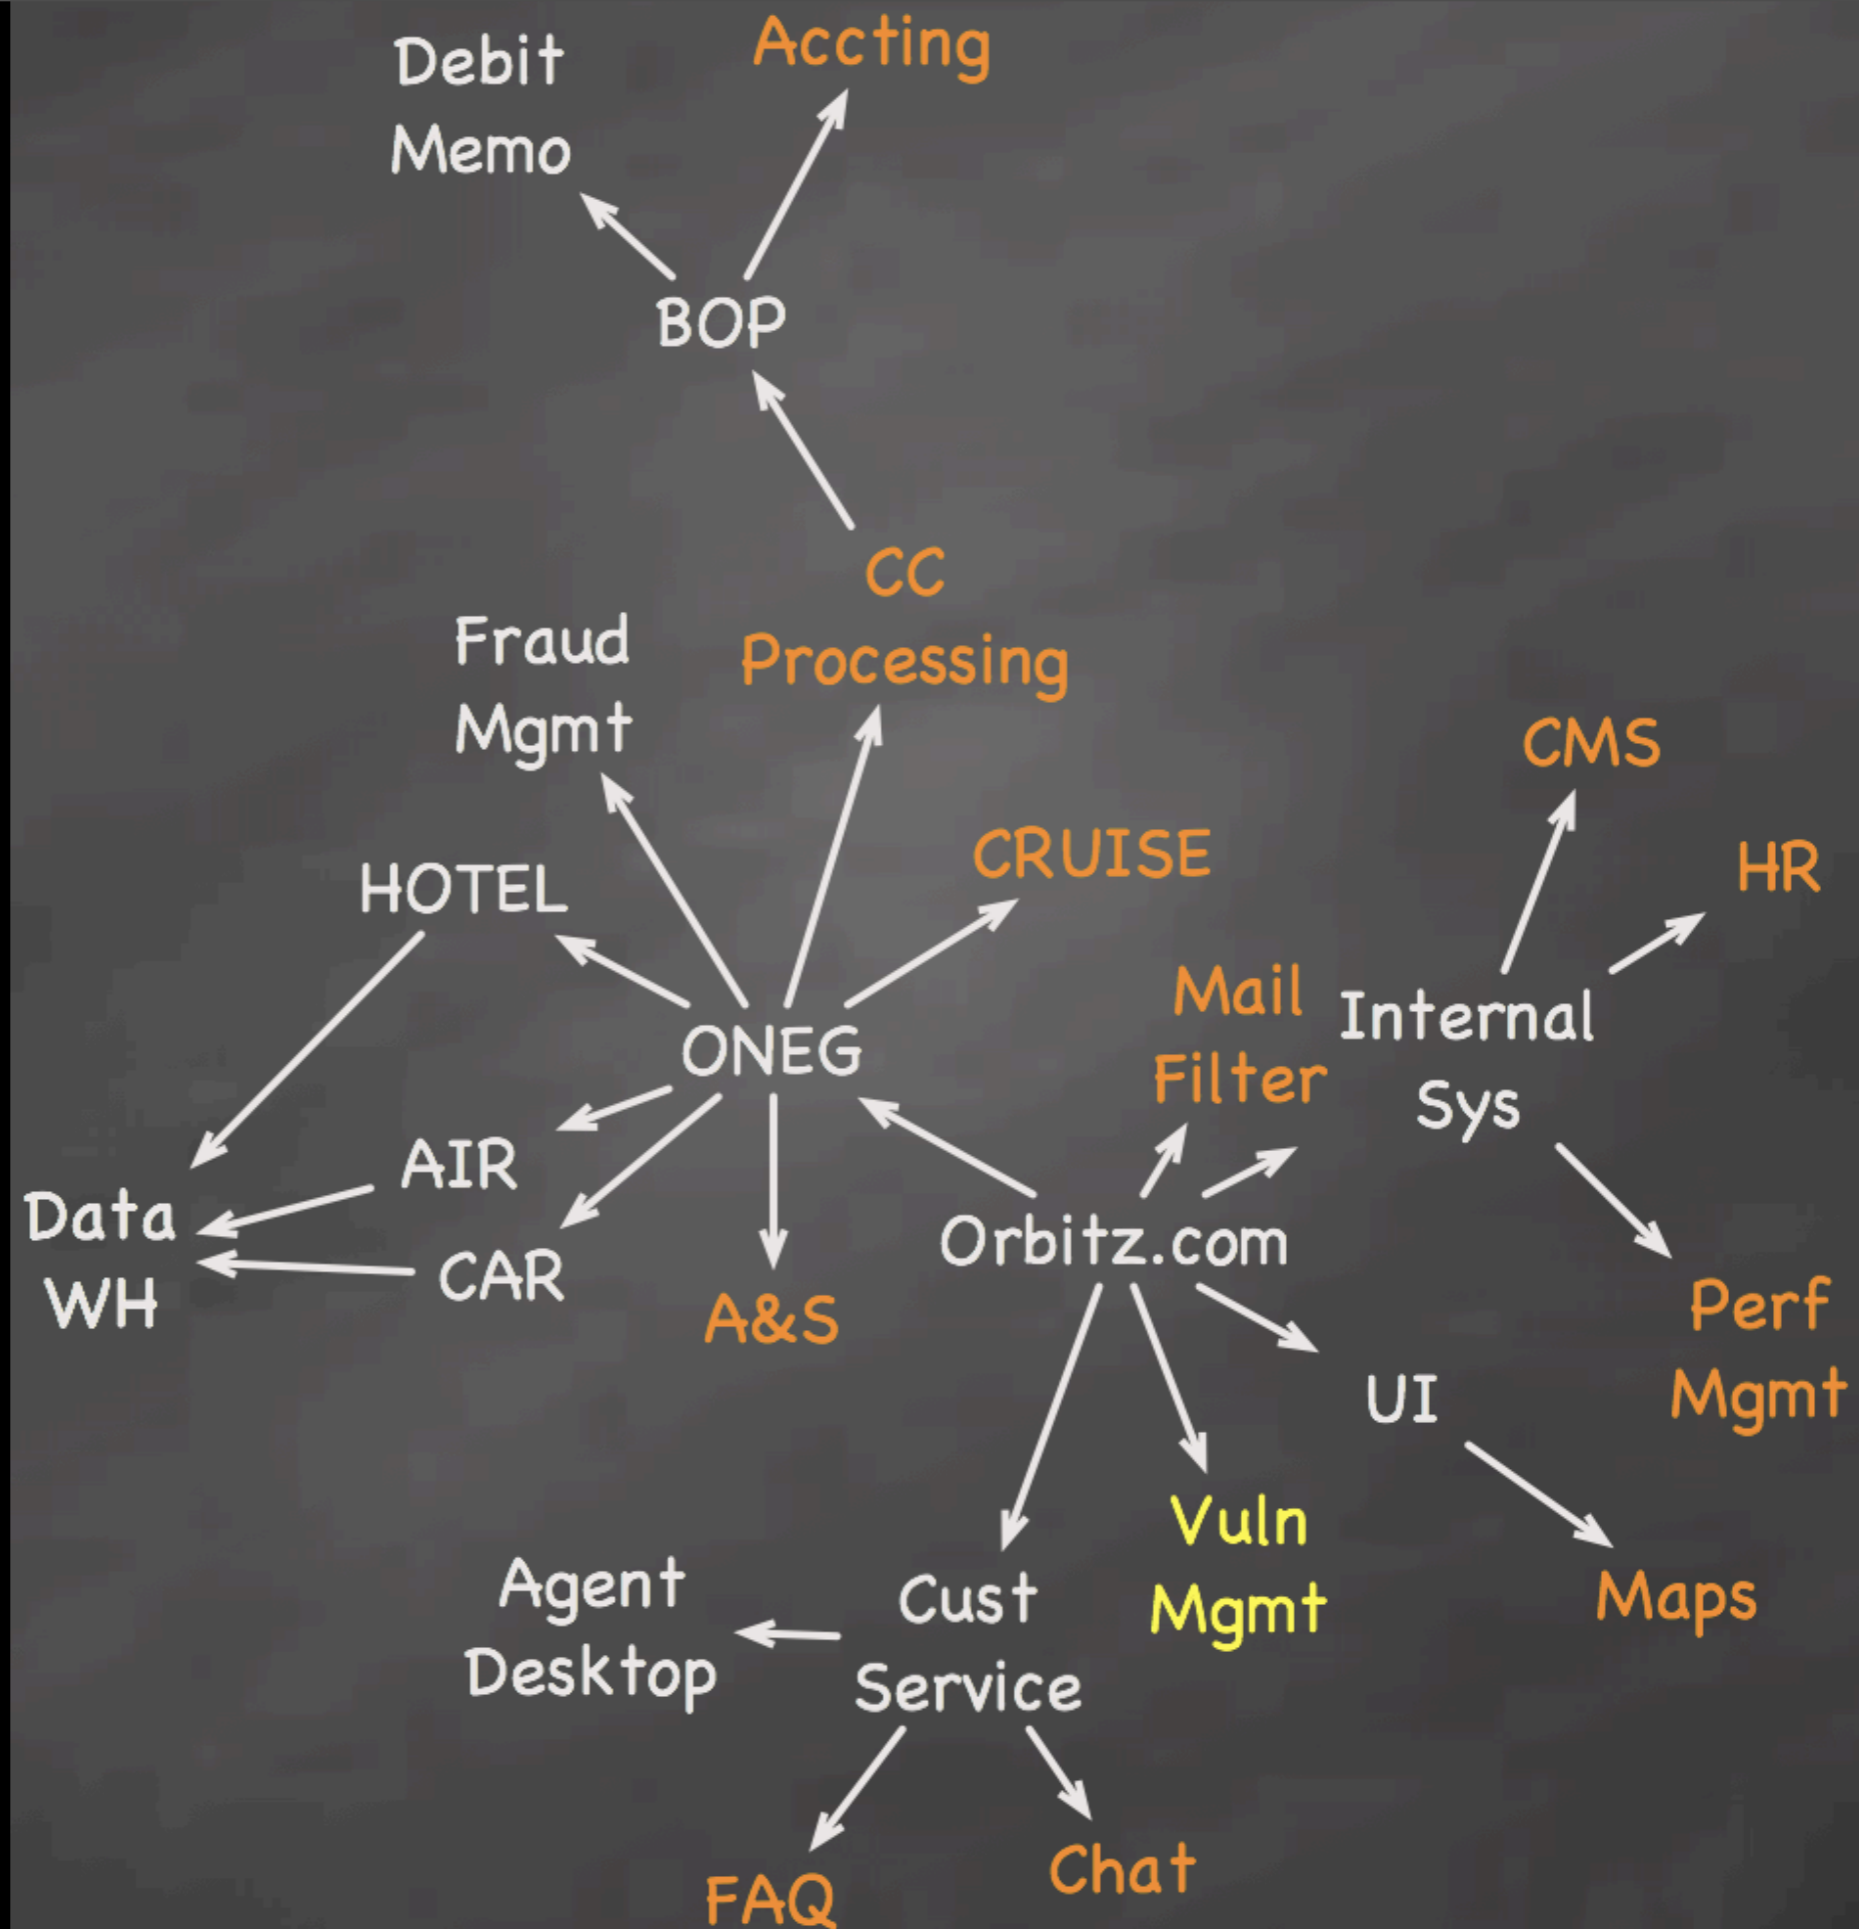 Accting
Debit
Memo
BOP
CC
Processing
Fraud
Mgmt
CMS
HR
CRUISE
HOTEL
Mail
Filter
Internal
Sys
ONEG
AIR
Data
WH
CAR
A&S
Orbitz.com
Perf
Mgmt
UI
Vuln
Mgmt
Maps
Agent
Desktop
Cust
Service
Chat
FAQ